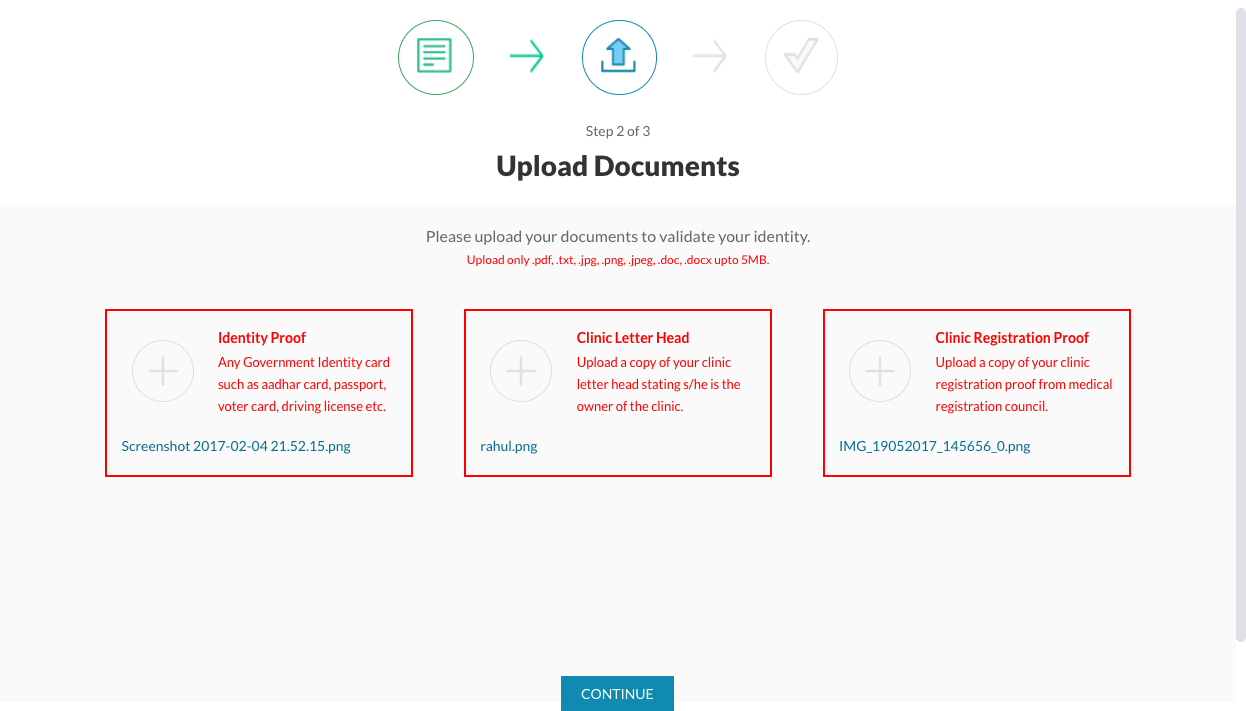 Step 2 of 3
Upload Documents
Please upload your documents to validate your identity.
Upload only .pdf, .txt, .jpg, .png, .jpeg, .doc, .docx upto 5MB.
Identity Proof
Any Government Identity card
such as aadhar card, passport,
voter card, driving license etc.
Screenshot 2017-02-04 21.52.15.png
Clinic Letter Head
Upload a copy of your clinic
letter head stating s/he is the
owner of the clinic.
rahul.png
Clinic Registration Proof
Upload a copy of your clinic
registration proof from medical
registration council.
IMG_19052017_145656_0.png
CONTINUE